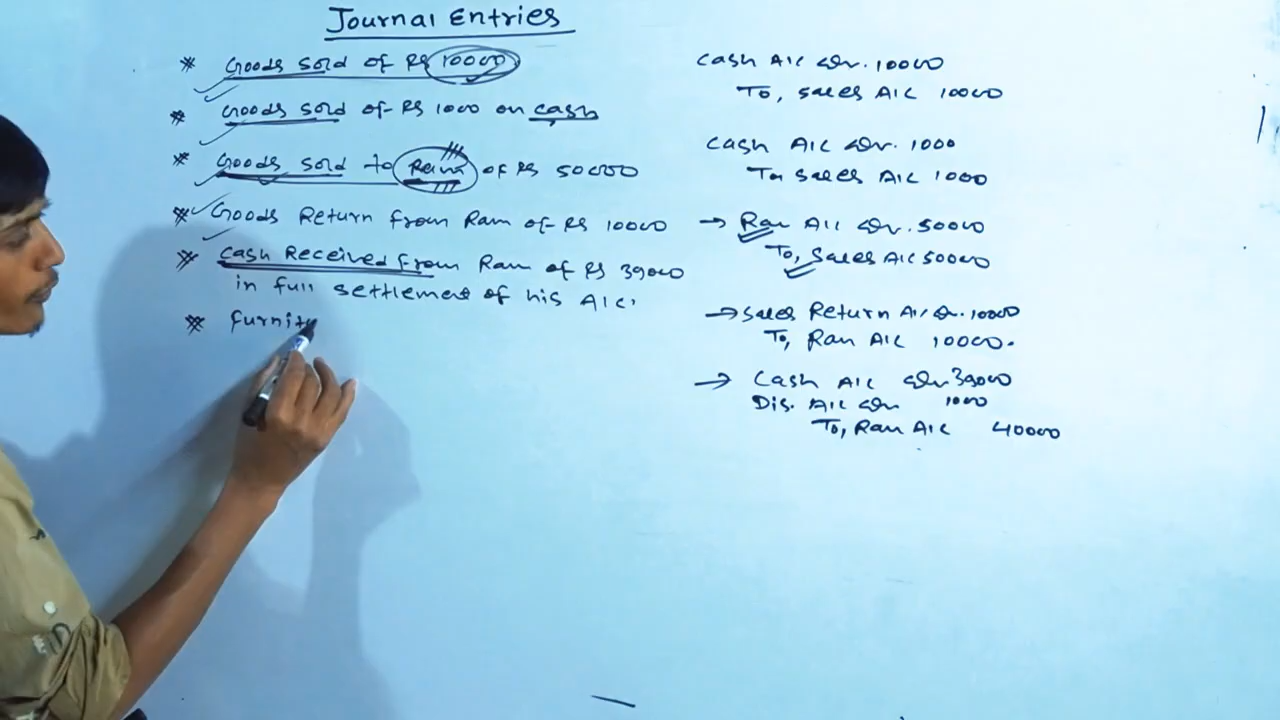 Journal Entries
* Goods sold of Rs 10000
* Goods sold of Rs 1000 on cash
* Goods sold to Ram of Rs 50000
* Goods Return from Ram of Rs 10000
* Cash Received from Ram of Rs 39000
in full settlement of his A/c.
* furnit
Cash A/c Dr. 10000
To, Sales A/c 10000
Cash A/c Dr. 1000
To Sales A/c 1000
→ Ram A/c Dr. 50000
To, Sales A/c 50000
→ Sales Return A/c Dr. 10000
To, Ram A/c 10000.
→ Cash A/c Dr 39000
Dis. A/c Dr 1000
To, Ram A/c 40000